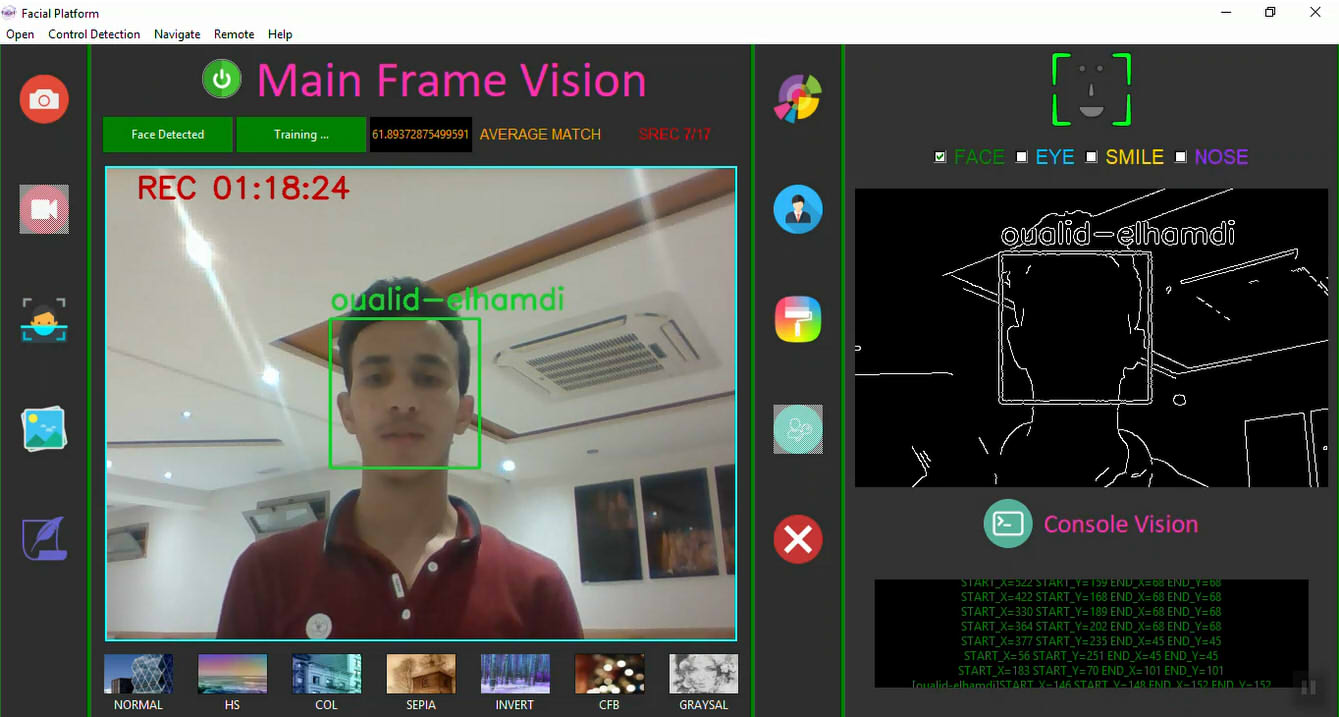 Facial Platform
Open Control Detection Navigate Remote Help
Main Frame Vision
Face Detected
Training ...
61.89372875499591
AVERAGE MATCH
SREC 7/17
REC 01:18:24
oualid-elhamdi
NORMAL
HS
COL
SEPIA
INVERT
CFB
GRAYSAL
FACE EYE SMILE NOSE
oualid-elhamdi
Console Vision
START_X=522 START_Y=159 END_X=68 END_Y=68
START_X=422 START_Y=168 END_X=68 END_Y=68
START_X=330 START_Y=189 END_X=68 END_Y=68
START_X=364 START_Y=202 END_X=68 END_Y=68
START_X=377 START_Y=235 END_X=45 END_Y=45
START_X=56 START_Y=251 END_X=45 END_Y=45
START_X=183 START_Y=70 END_X=101 END_Y=101
[oualid-elhamdi]START_X=146 START_Y=148 END_X=152 END_Y=152